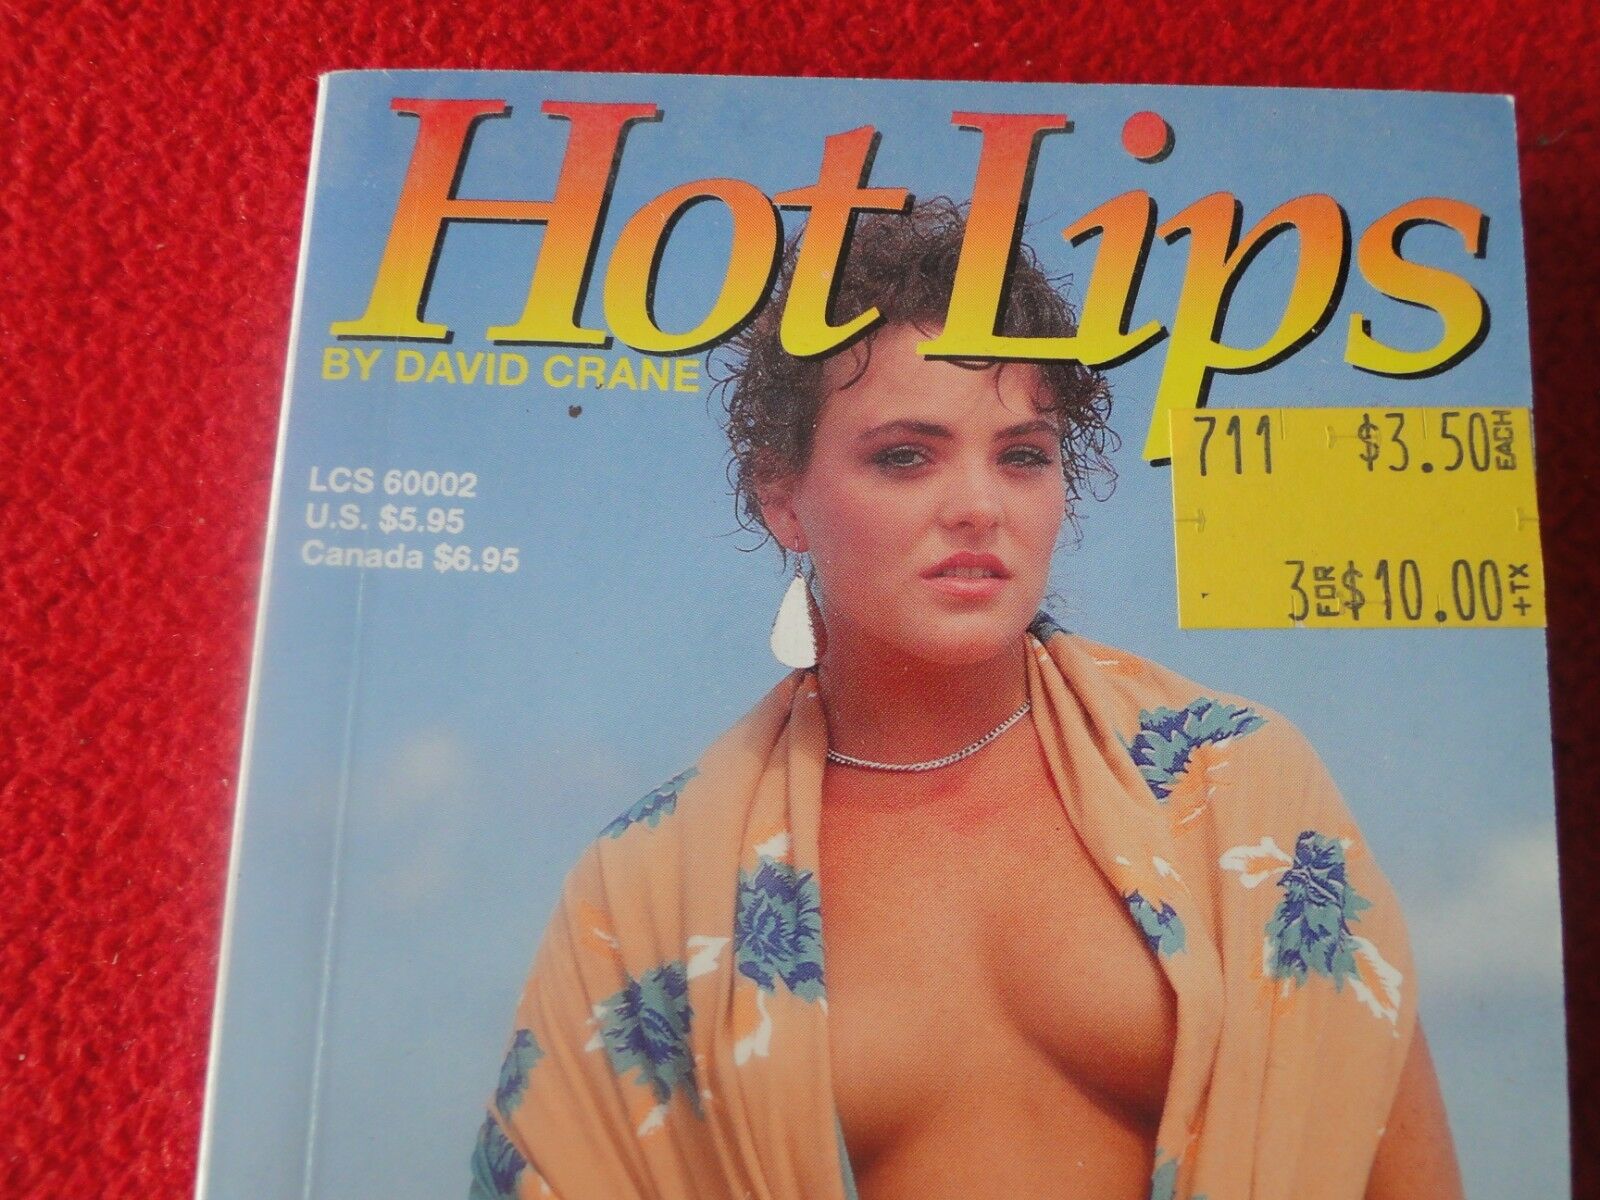 Hot Lips
BY DAVID CRANE
LCS 60002
U.S. $5.95
Canada $6.95
711 $3.50 EACH
3 FOR $10.00 +TX